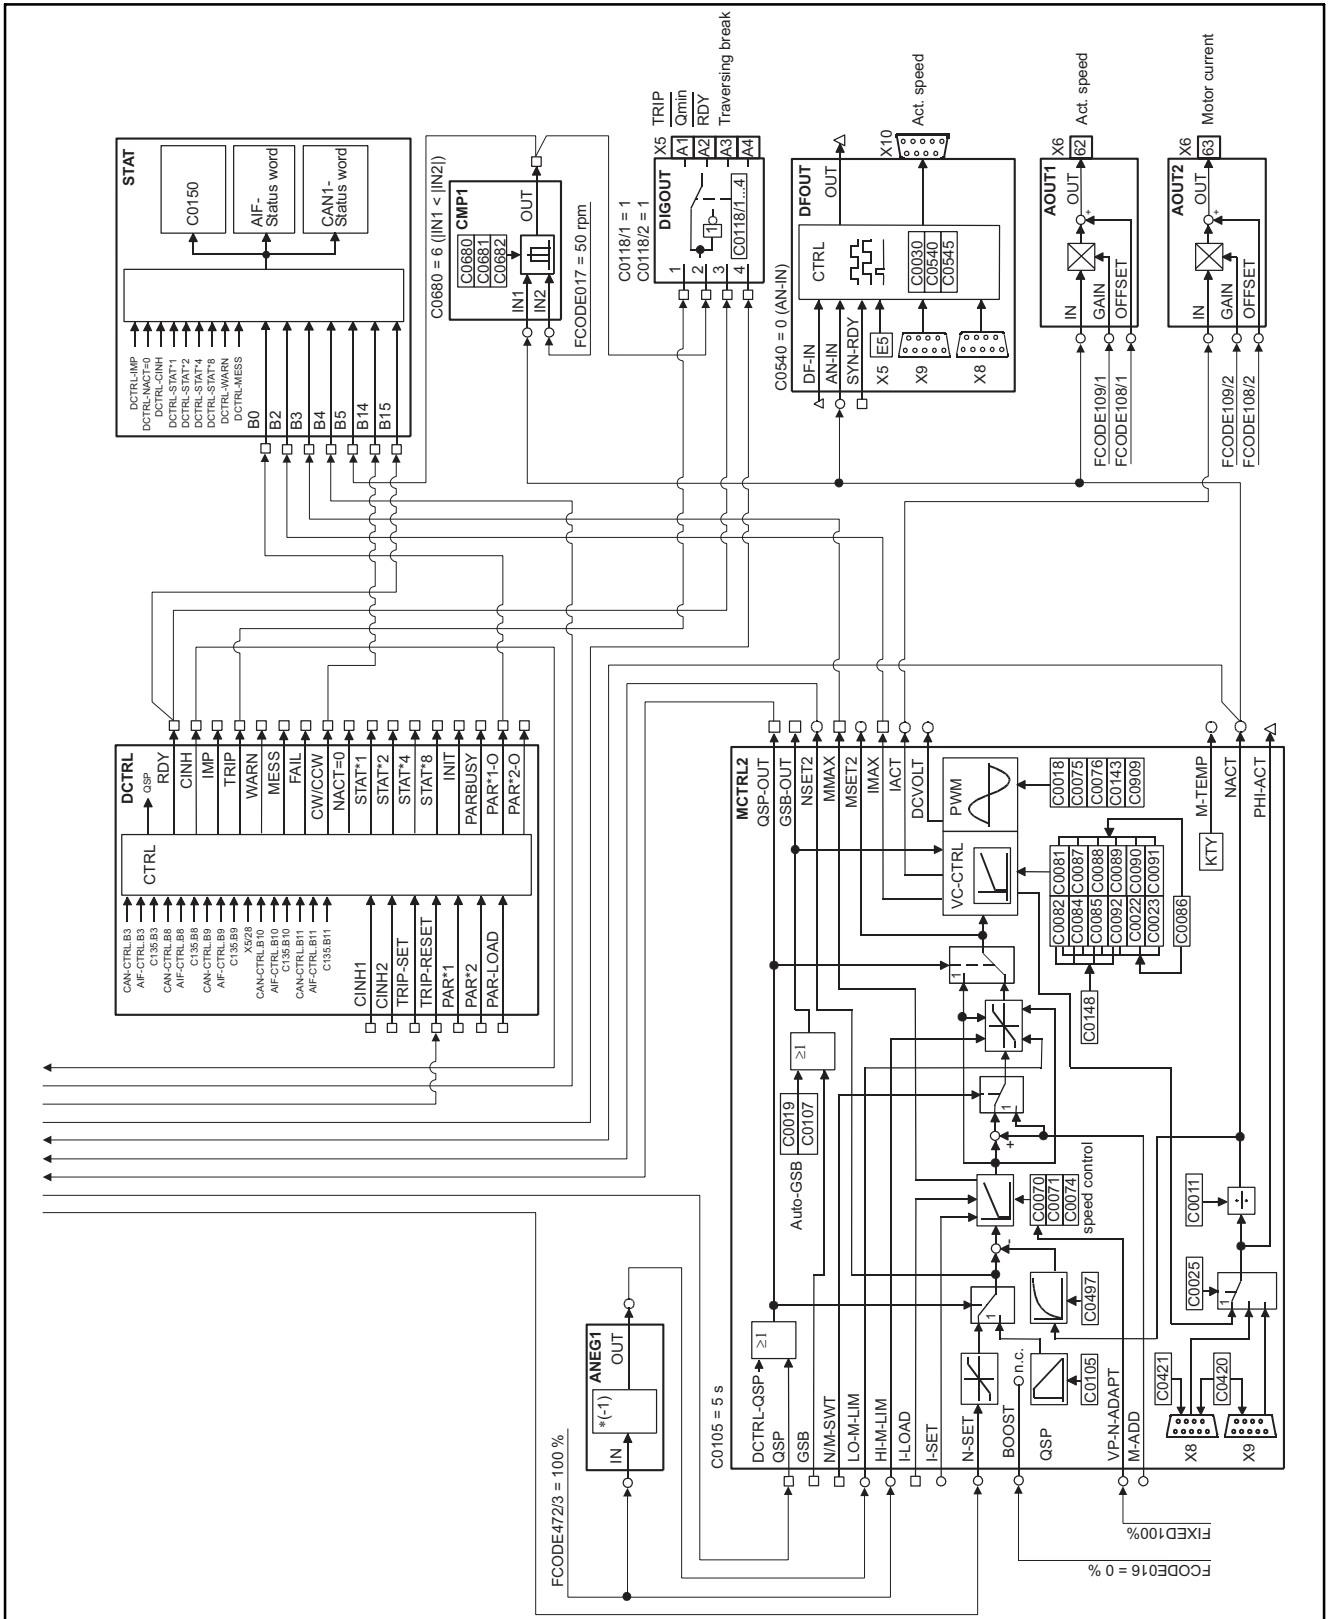 STAT
C0150
AIF-
Status word
CAN1-
Status word
DCTRL-IMP
DCTRL-NACT=0
DCTRL-CINH
DCTRL-STAT*1
DCTRL-STAT*2
DCTRL-STAT*4
DCTRL-STAT*8
DCTRL-WARN
DCTRL-MESS
B0
B2
B3
B4
B5
B14
B15
C0680 = 6 (|IN1 < |IN2|)
CMP1
C0680
C0681
C0682
OUT
IN1
IN2
FCODE017 = 50 rpm
X5
TRIP
Qmin
RDY
Traversing break
A1
A2
A3
A4
DIGOUT
C0118/1 = 1
C0118/2 = 1
1
C0118/1...4
1
2
3
4
C0540 = 0 (AN-IN)
DFOUT
OUT
X10
Act. speed
CTRL
C0030
C0540
C0545
DF-IN
AN-IN
SYN-RDY
E5
X5
X9
X8
AOUT1
OUT
X6
62
Act. speed
+
IN
GAIN
OFFSET
FCODE109/1
FCODE108/1
AOUT2
OUT
X6
63
Motor current
+
IN
GAIN
OFFSET
FCODE109/2
FCODE108/2
DCTRL
QSP
RDY
CINH
IMP
TRIP
WARN
MESS
FAIL
CW/CCW
NACT=0
STAT*1
STAT*2
STAT*4
STAT*8
INIT
PARBUSY
PAR*1-O
PAR*2-O
CTRL
CAN-CTRL.B3
AIF-CTRL.B3
C135.B3
CAN-CTRL.B8
AIF-CTRL.B8
C135.B8
CAN-CTRL.B9
AIF-CTRL.B9
C135.B9
X5/28
CAN-CTRL.B10
AIF-CTRL.B10
C135.B10
CAN-CTRL.B11
AIF-CTRL.B11
C135.B11
CINH1
CINH2
TRIP-SET
TRIP-RESET
PAR*1
PAR*2
PAR-LOAD
MCTRL2
QSP-OUT
GSB-OUT
NSET2
MMAX
MSET2
IMAX
IACT
DCVOLT
PWM
VC-CTRL
C0018
C0075
C0076
C0143
C0909
C0082
C0084
C0085
C0092
C0022
C0023
C0081
C0087
C0088
C0089
C0090
C0091
C0086
C0148
M-TEMP
KTY
NACT
PHI-ACT
≥1
C0019
C0107
Auto-GSB
1
1
+
C0070
C0071
C0074
speed control
-
C0011
÷
C0025
1
C0497
C0105
1
≥1
n.c.
C0421
C0420
X8
X9
C0105 = 5 s
DCTRL-QSP
QSP
GSB
N/M-SWT
LO-M-LIM
HI-M-LIM
I-LOAD
I-SET
N-SET
BOOST
QSP
VP-N-ADAPT
M-ADD
FIXED100%
FCODE016 = 0 %
ANEG1
OUT
*(-1)
IN
FCODE472/3 = 100 %